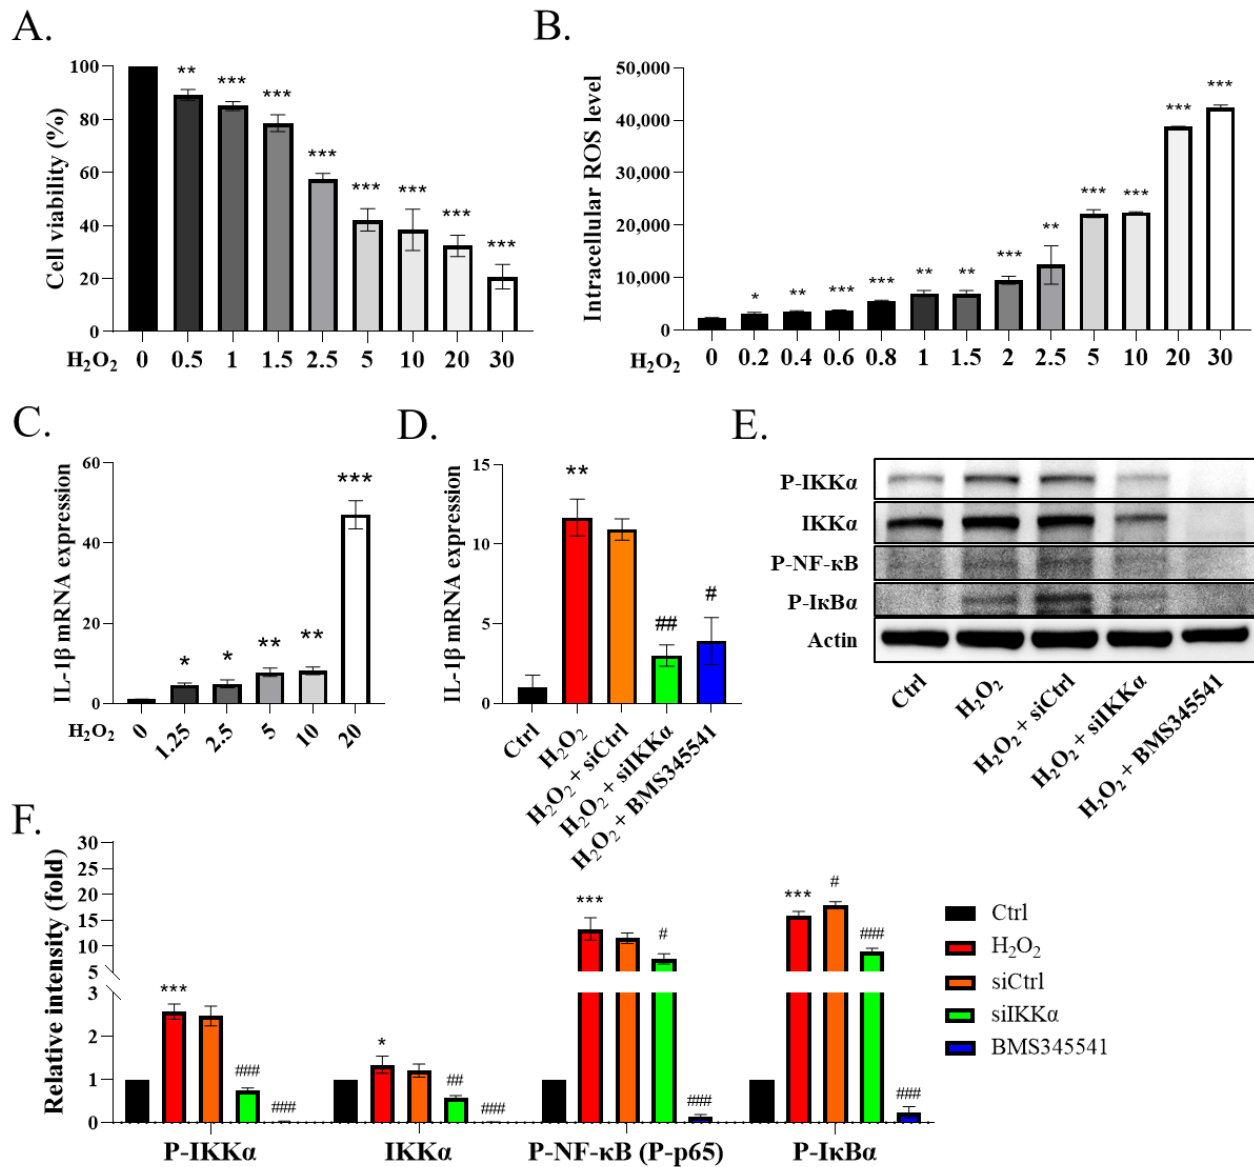 A.
Cell viability (%)
100
80
60
40
20
0
** *** *** *** *** *** *** ***
H₂O₂ 0 0.5 1 1.5 2.5 5 10 20 30
B.
Intracellular ROS level
50,000
40,000
30,000
20,000
10,000
0
* ** *** *** ** ** *** ** *** *** *** ***
H₂O₂ 0 0.2 0.4 0.6 0.8 1 1.5 2 2.5 5 10 20 30
C.
IL-1β mRNA expression
60
40
20
0
* * ** ** ***
H₂O₂ 0 1.25 2.5 5 10 20
D.
IL-1β mRNA expression
15
10
5
0
** ## #
Ctrl
H₂O₂
H₂O₂ + siCtrl
H₂O₂ + siIKKα
H₂O₂ + BMS345541
E.
P-IKKα
IKKα
P-NF-κB
P-IκBα
Actin
Ctrl
H₂O₂
H₂O₂ + siCtrl
H₂O₂ + siIKKα
H₂O₂ + BMS345541
F.
Relative intensity (fold)
30
25
20
15
10
5
3
2
1
0
*** ### ###
* ## ###
*** # ###
*** # ### ###
P-IKKα IKKα P-NF-κB (P-p65) P-IκBα
Ctrl
H₂O₂
siCtrl
siIKKα
BMS345541